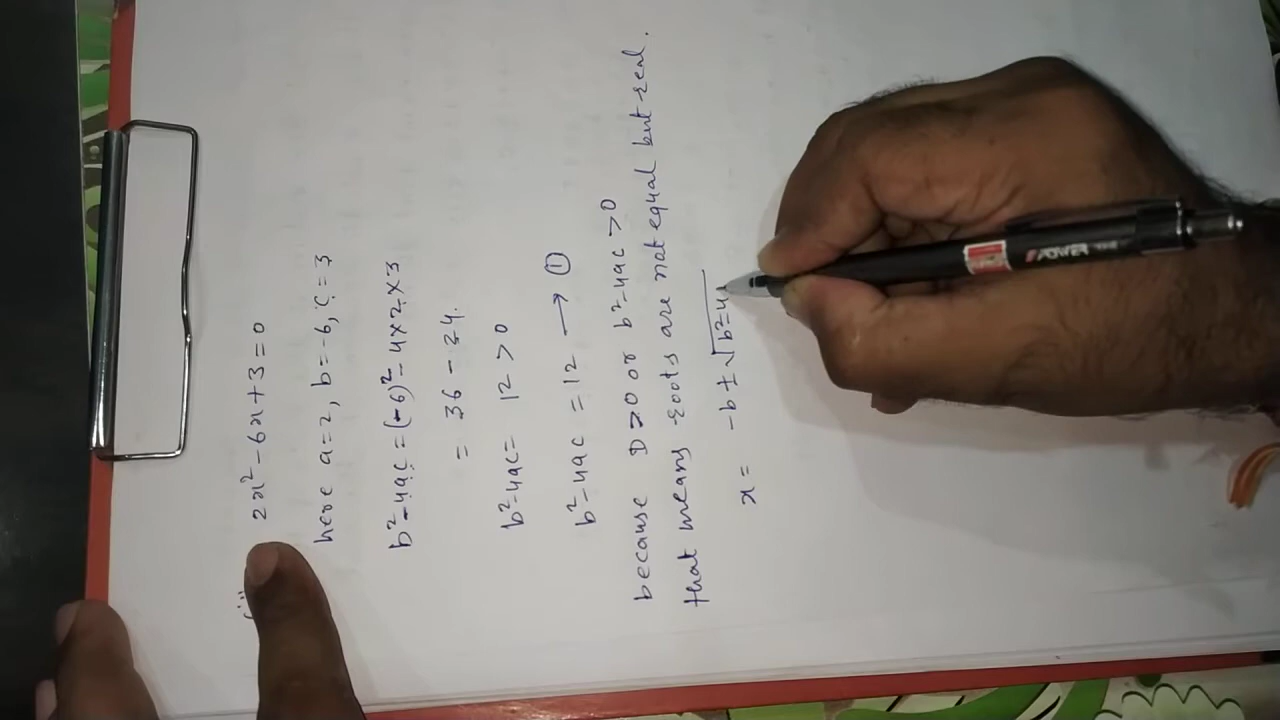 2x² - 6x + 3 = 0
here a = 2, b = -6, c = 3
b² - 4ac = (-6)² - 4 x 2 x 3
= 36 - 24.
b² - 4ac = 12 > 0
b² - 4ac = 12 → ①
because D > 0 or b² - 4ac > 0
that means roots are not equal but real.
x = -b ± √b² - 4
POWER